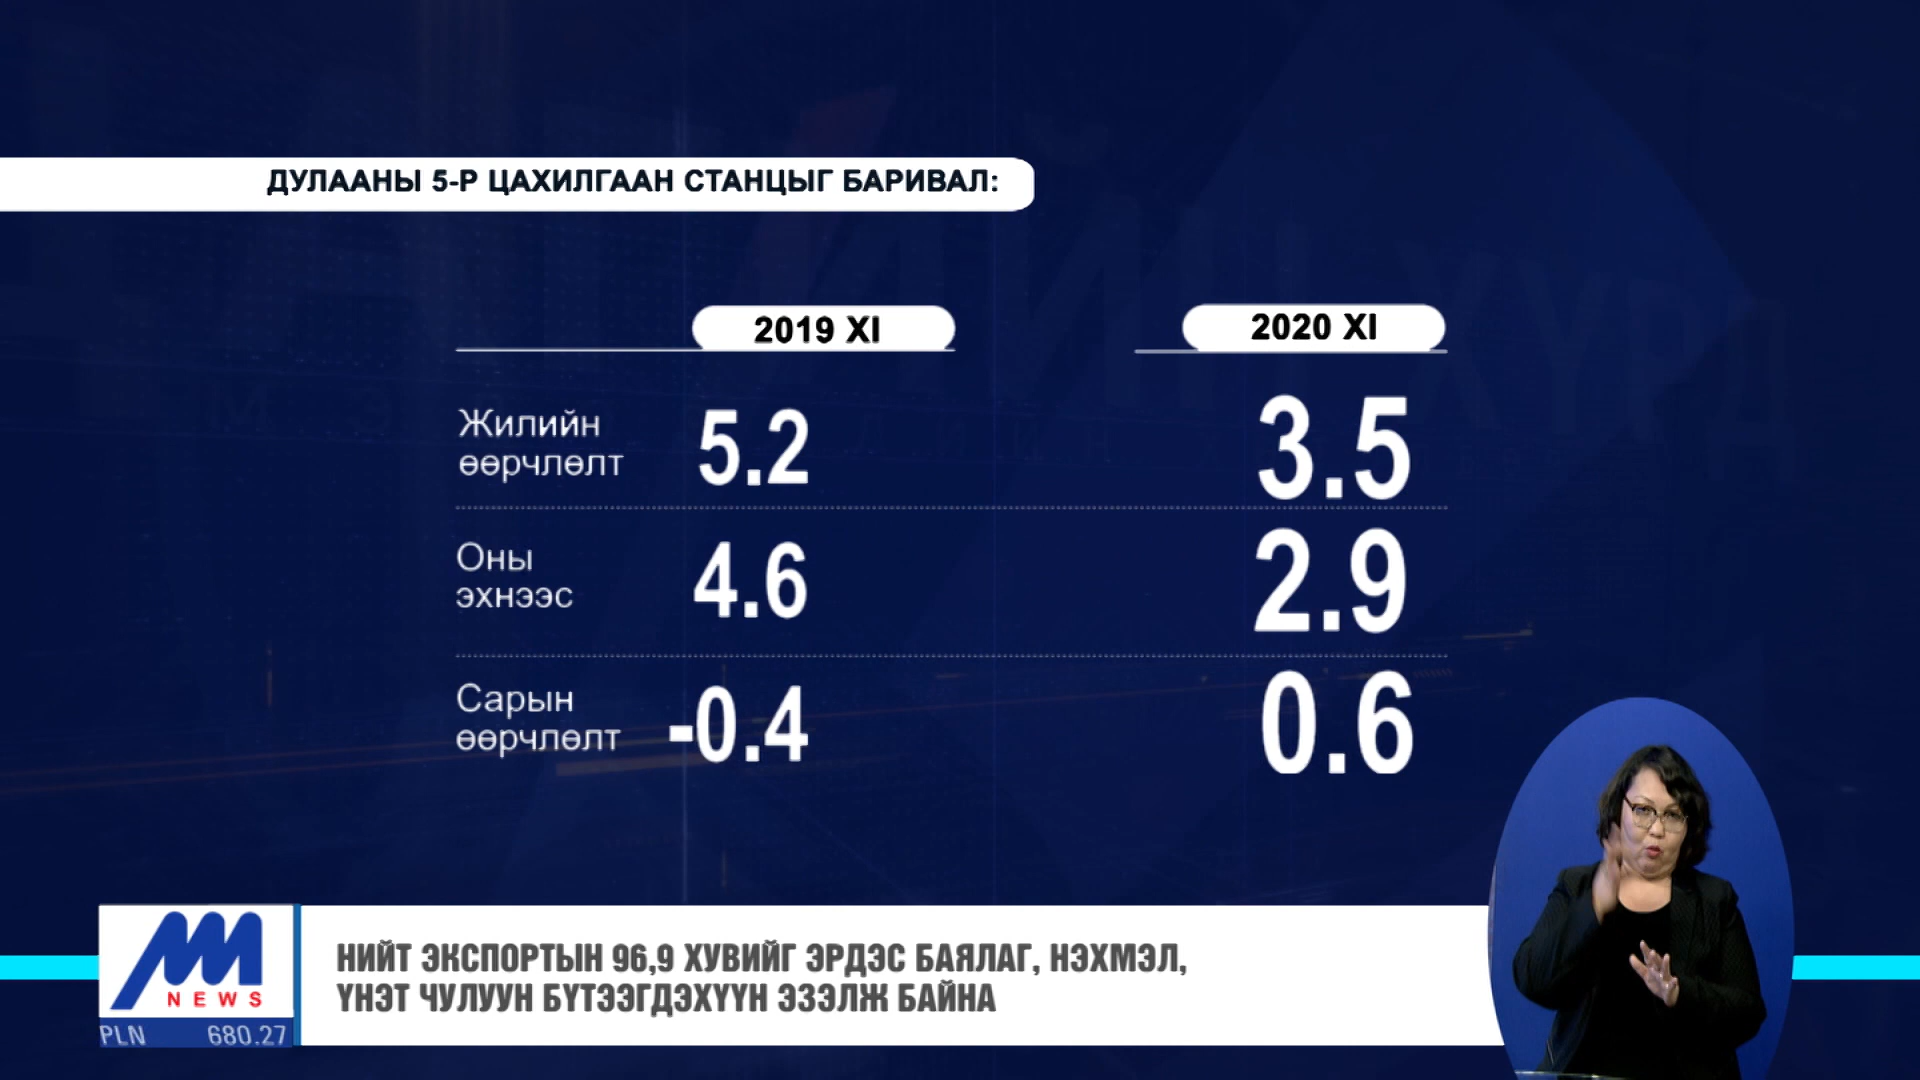 ДУЛААНЫ 5-Р ЦАХИЛГААН СТАНЦЫГ БАРИВАЛ:
2019 XI
2020 XI
Жилийн
өөрчлөлт
5.2
3.5
Оны
эхнээс
4.6
2.9
Сарын
өөрчлөлт
-0.4
0.6
NEWS
PLN 680.27
НИЙТ ЭКСПОРТЫН 96,9 ХУВИЙГ ЭРДЭС БАЯЛАГ, НЭХМЭЛ,
ҮНЭТ ЧУЛУУН БҮТЭЭГДЭХҮҮН ЭЗЭЛЖ БАЙНА